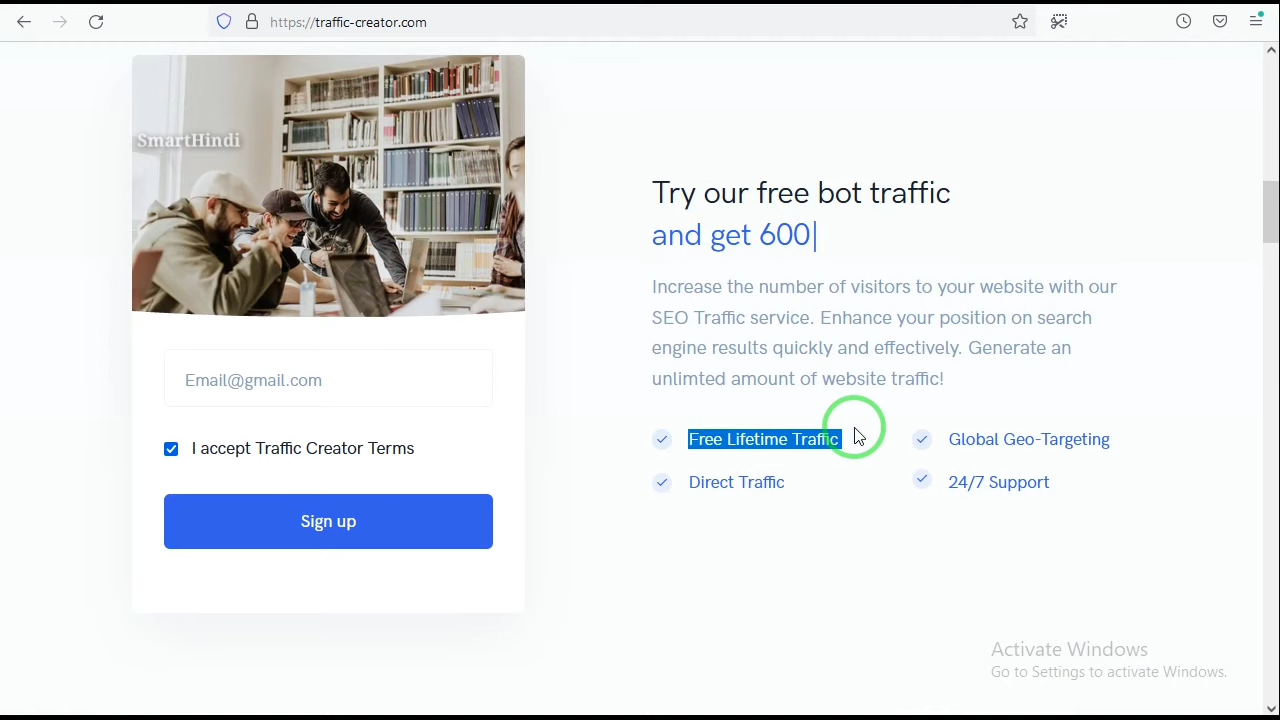 https://traffic-creator.com
SmartHindi
Email@gmail.com
I accept Traffic Creator Terms
Sign up
Try our free bot traffic
and get 600
Increase the number of visitors to your website with our
SEO Traffic service. Enhance your position on search
engine results quickly and effectively. Generate an
unlimted amount of website traffic!
Free Lifetime Traffic
Global Geo-Targeting
Direct Traffic
24/7 Support
Activate Windows
Go to Settings to activate Windows.